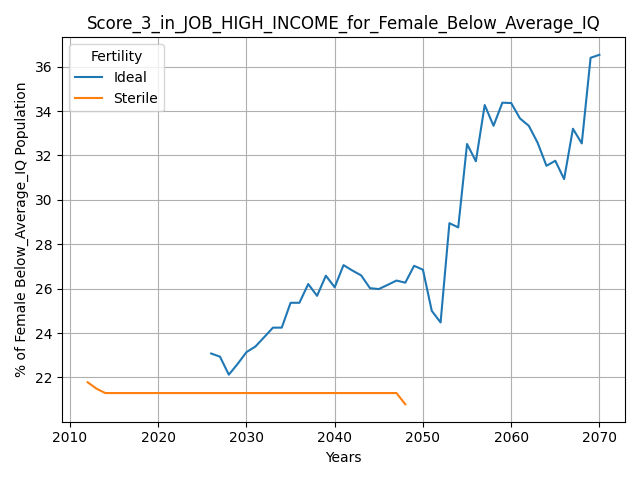 Score_3_in_JOB_HIGH_INCOME_for_Female_Below_Average_IQ
Fertility
Ideal
Sterile
% of Female Below_Average_IQ Population
36
34
32
30
28
26
24
22
2010 2020 2030 2040 2050 2060 2070
Years